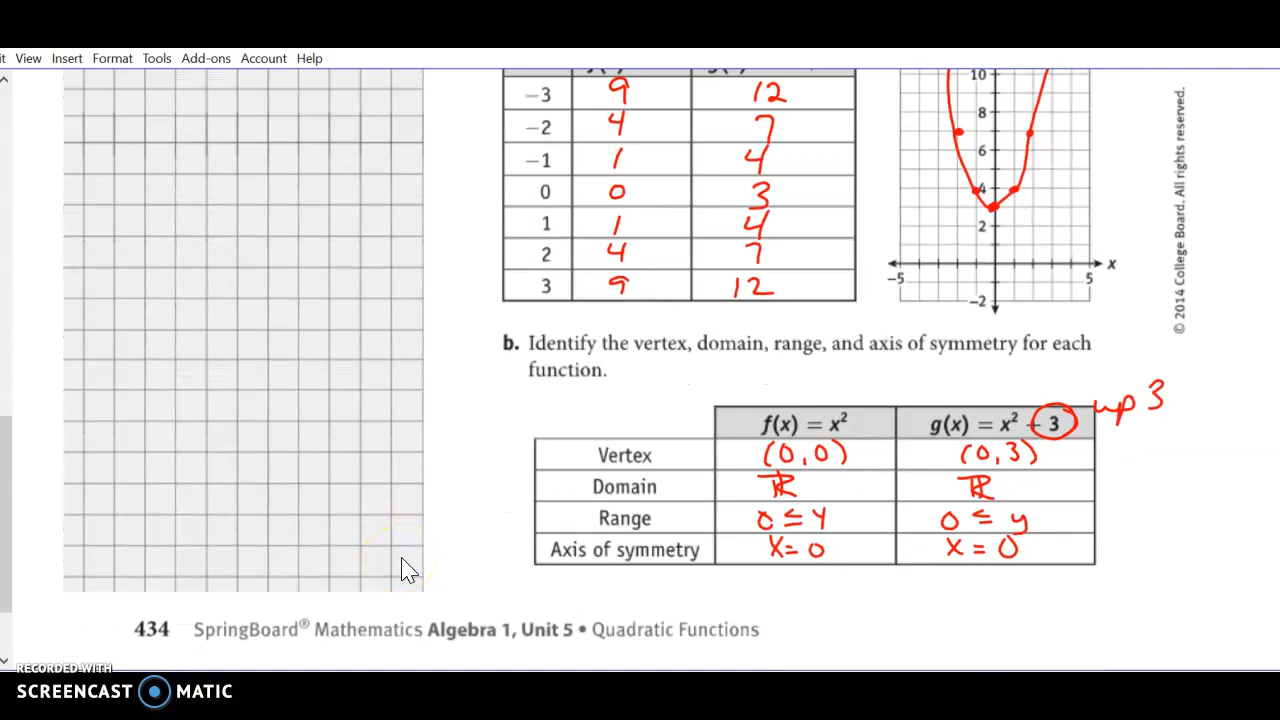 View Insert Format Tools Add-ons Account Help
−3 9 12
−2 4 7
−1 1 4
0 0 3
1 1 4
2 4 7
3 9 12
10
8
6
4
2
−5 5 x
−2
© 2014 College Board. All rights reserved.
b. Identify the vertex, domain, range, and axis of symmetry for each
function.
up 3
f(x) = x² g(x) = x² + 3
Vertex (0,0) (0,3)
Domain ℝ ℝ
Range 0 ≤ y 0 ≤ y
Axis of symmetry x = 0 x = 0
434 SpringBoard® Mathematics Algebra 1, Unit 5 • Quadratic Functions
RECORDED WITH
SCREENCAST MATIC